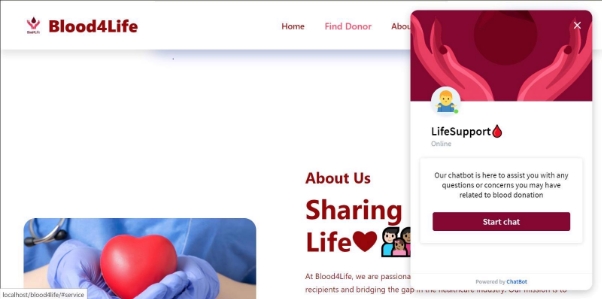 Blood4Life
Home
Find Donor
Abou
LifeSupport
Online
Our chatbot is here to assist you with any
questions or concerns you may have
related to blood donation
Start chat
Powered by ChatBot
About Us
Sharing
Life
At Blood4Life, we are passiona
recipients and bridging the gap in the healthcare industry. Our mission is to
localhost/blood4life/#service